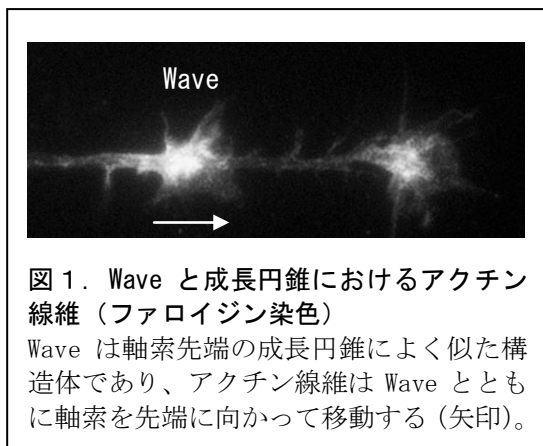 Wave
図1. Wave と成長円錐におけるアクチン
線維（ファロイジン染色）
Wave は軸索先端の成長円錐によく似た構
造体であり、アクチン線維は Wave ととも
に軸索を先端に向かって移動する（矢印）。